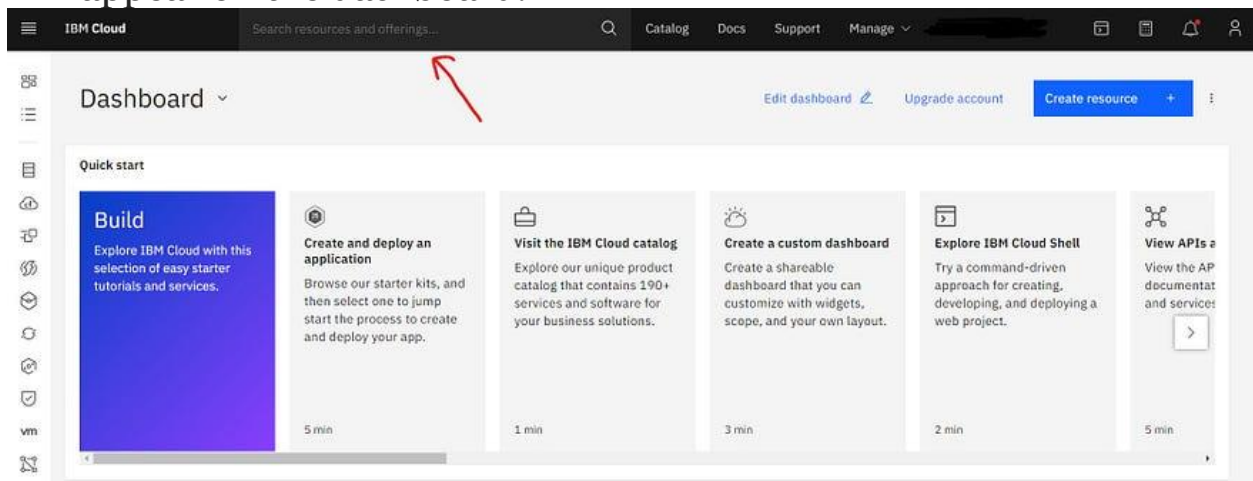 IBM Cloud
Search resources and offerings...
Catalog
Docs
Support
Manage
Dashboard
Edit dashboard
Upgrade account
Create resource +
Quick start
Build
Explore IBM Cloud with this
selection of easy starter
tutorials and services.
Create and deploy an
application
Browse our starter kits, and
then select one to jump
start the process to create
and deploy your app.
5 min
Visit the IBM Cloud catalog
Explore our unique product
catalog that contains 190+
services and software for
your business solutions.
1 min
Create a custom dashboard
Create a shareable
dashboard that you can
customize with widgets,
scope, and your own layout.
3 min
Explore IBM Cloud Shell
Try a command-driven
approach for creating,
developing, and deploying a
web project.
2 min
View APIs a
View the AP
documentat
and services
5 min
vm